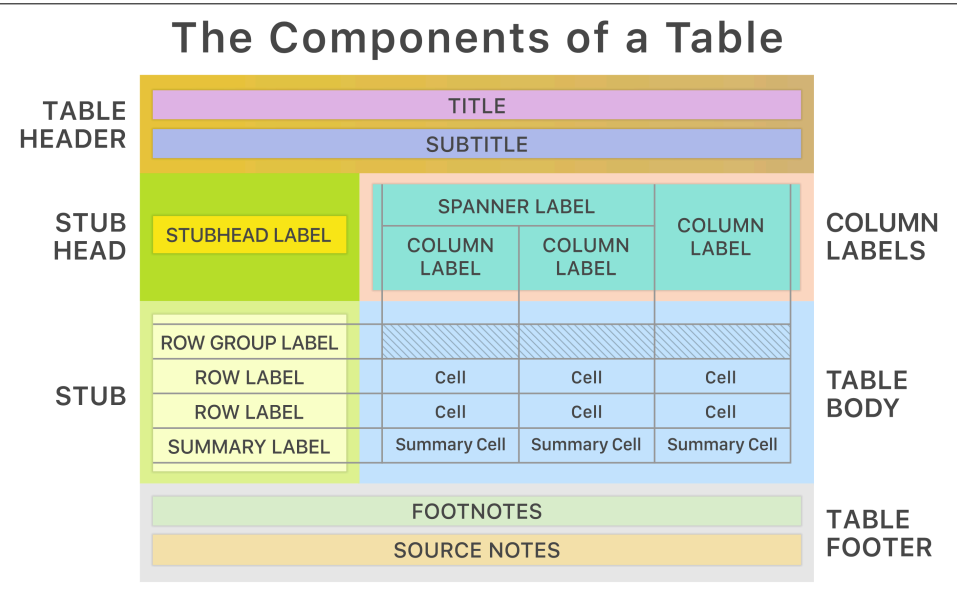 The Components of a Table
TABLE
HEADER
TITLE
SUBTITLE
STUB
HEAD
STUBHEAD LABEL
SPANNER LABEL
COLUMN
LABEL
COLUMN
LABEL
COLUMN
LABEL
COLUMN
LABELS
STUB
ROW GROUP LABEL
ROW LABEL
Cell
Cell
Cell
ROW LABEL
Cell
Cell
Cell
SUMMARY LABEL
Summary Cell
Summary Cell
Summary Cell
TABLE
BODY
FOOTNOTES
SOURCE NOTES
TABLE
FOOTER